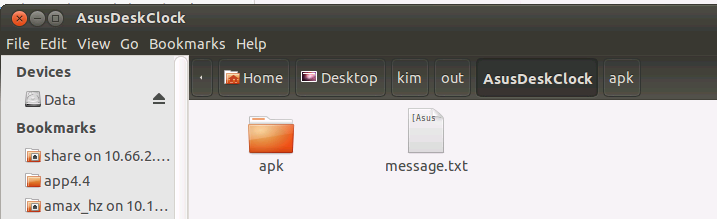 AsusDeskClock
File Edit View Go Bookmarks Help
Devices
Data
Bookmarks
share on 10.66.2.…
app4.4
amax_hz on 10.1…
Home Desktop kim out AsusDeskClock apk
[Asus
apk message.txt